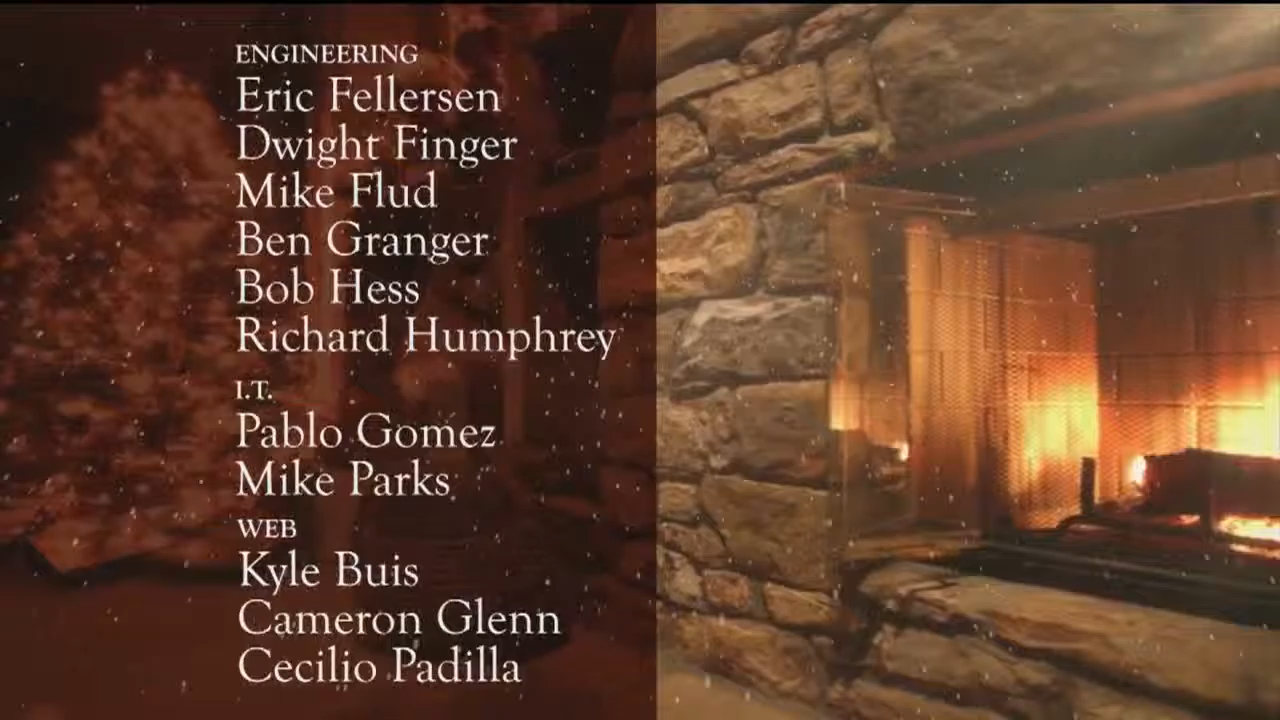 ENGINEERING
Eric Fellersen
Dwight Finger
Mike Flud
Ben Granger
Bob Hess
Richard Humphrey
I.T.
Pablo Gomez
Mike Parks
WEB
Kyle Buis
Cameron Glenn
Cecilio Padilla